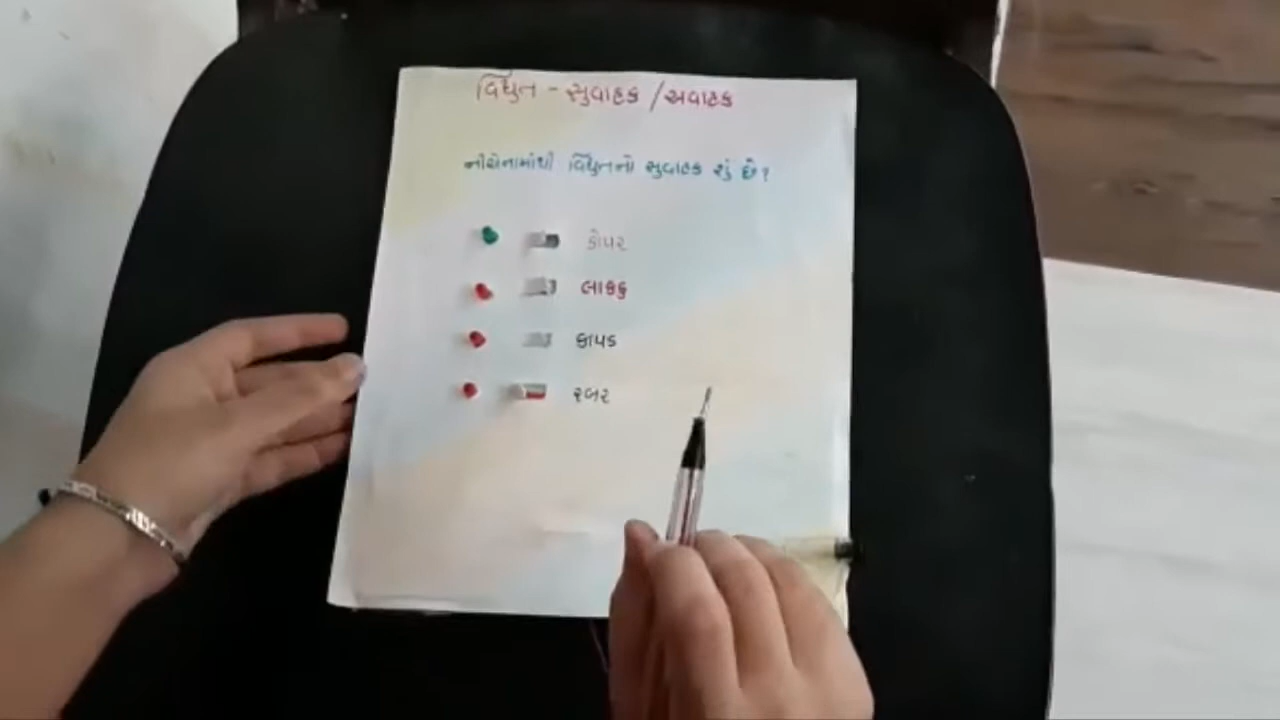 વિદ્યુત - સુવાહક / અવાહક
નીચેનામાંથી વિદ્યુતનો સુવાહક શું છે?
કોપર
લાકડુ
કાપડ
રબર